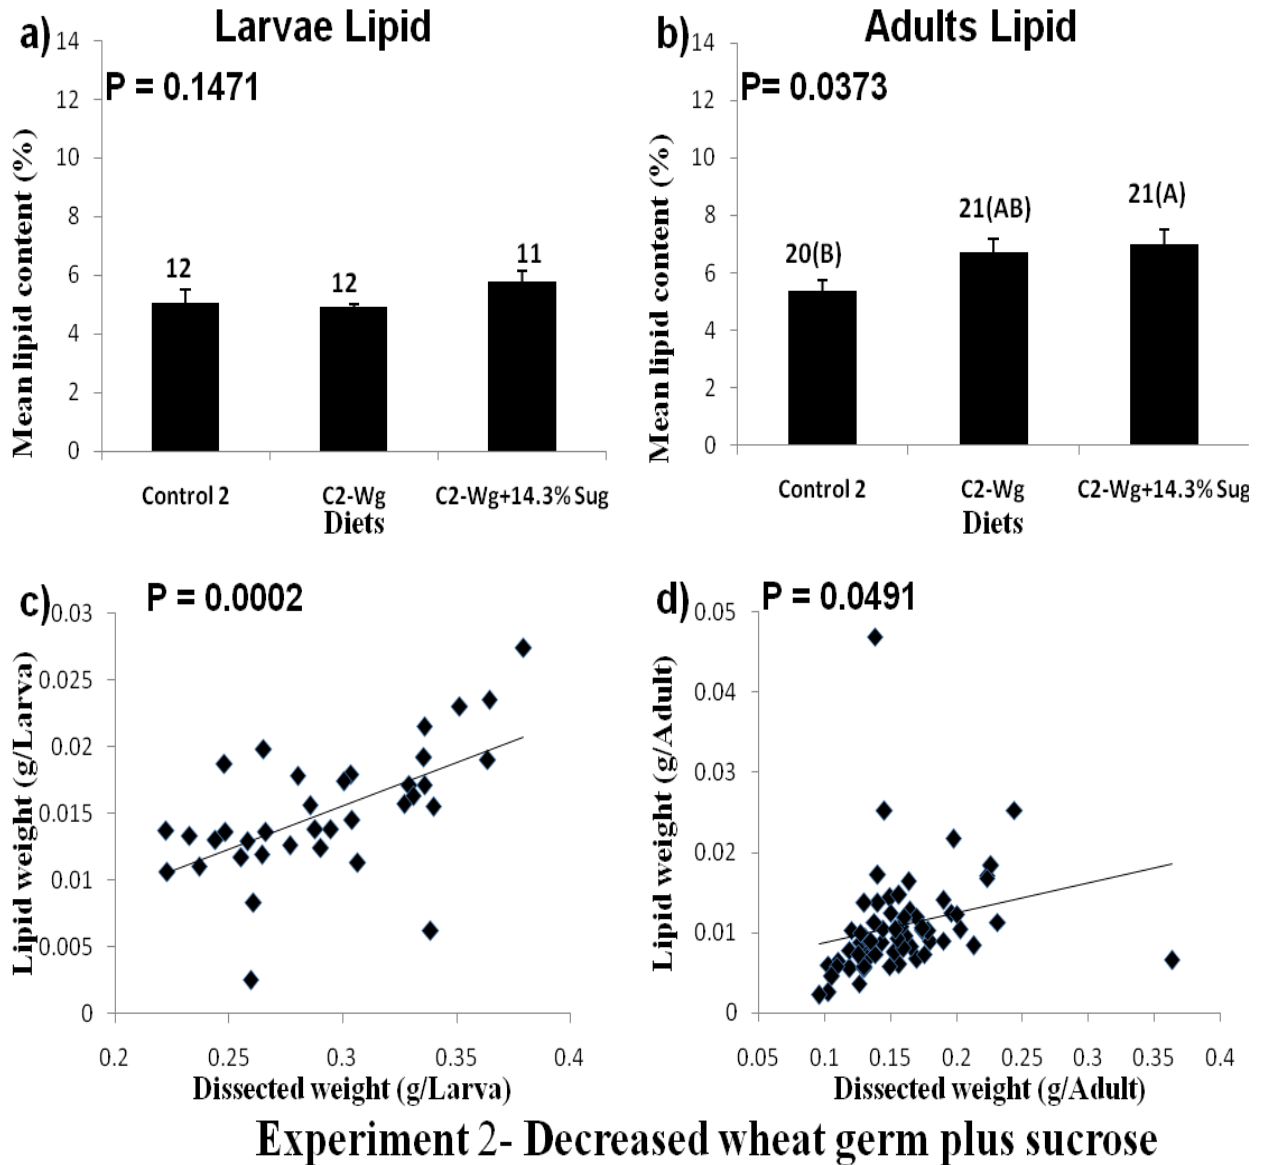 a)
Larvae Lipid
P = 0.1471
Mean lipid content (%)
14
12
10
8
6
4
2
0
12
12
11
Control 2
C2-Wg
C2-Wg+14.3% Sug
Diets
b)
Adults Lipid
P= 0.0373
Mean lipid content (%)
14
12
10
8
6
4
2
0
20(B)
21(AB)
21(A)
Control 2
C2-Wg
C2-Wg+14.3% Sug
Diets
c)
P = 0.0002
Lipid weight (g/Larva)
0.03
0.025
0.02
0.015
0.01
0.005
0
0.2
0.25
0.3
0.35
0.4
Dissected weight (g/Larva)
d)
P = 0.0491
Lipid weight (g/Adult)
0.05
0.04
0.03
0.02
0.01
0
0.05
0.1
0.15
0.2
0.25
0.3
0.35
0.4
Dissected weight (g/Adult)
Experiment 2- Decreased wheat germ plus sucrose